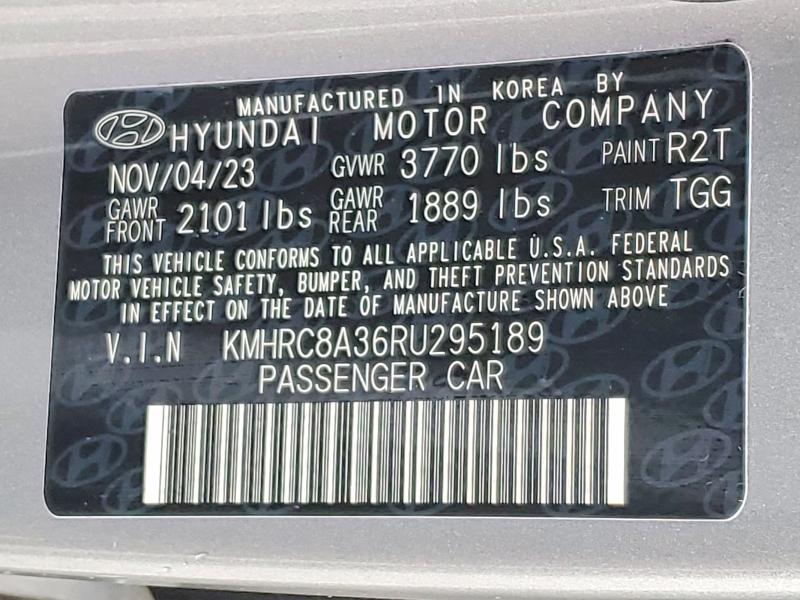 MANUFACTURED IN KOREA BY
HYUNDAI MOTOR COMPANY
NOV/04/23 GVWR 3770 lbs PAINT R2T
GAWR FRONT 2101 lbs GAWR REAR 1889 lbs TRIM TGG
THIS VEHICLE CONFORMS TO ALL APPLICABLE U.S.A. FEDERAL
MOTOR VEHICLE SAFETY, BUMPER, AND THEFT PREVENTION STANDARDS
IN EFFECT ON THE DATE OF MANUFACTURE SHOWN ABOVE
V.I.N KMHRC8A36RU295189
PASSENGER CAR